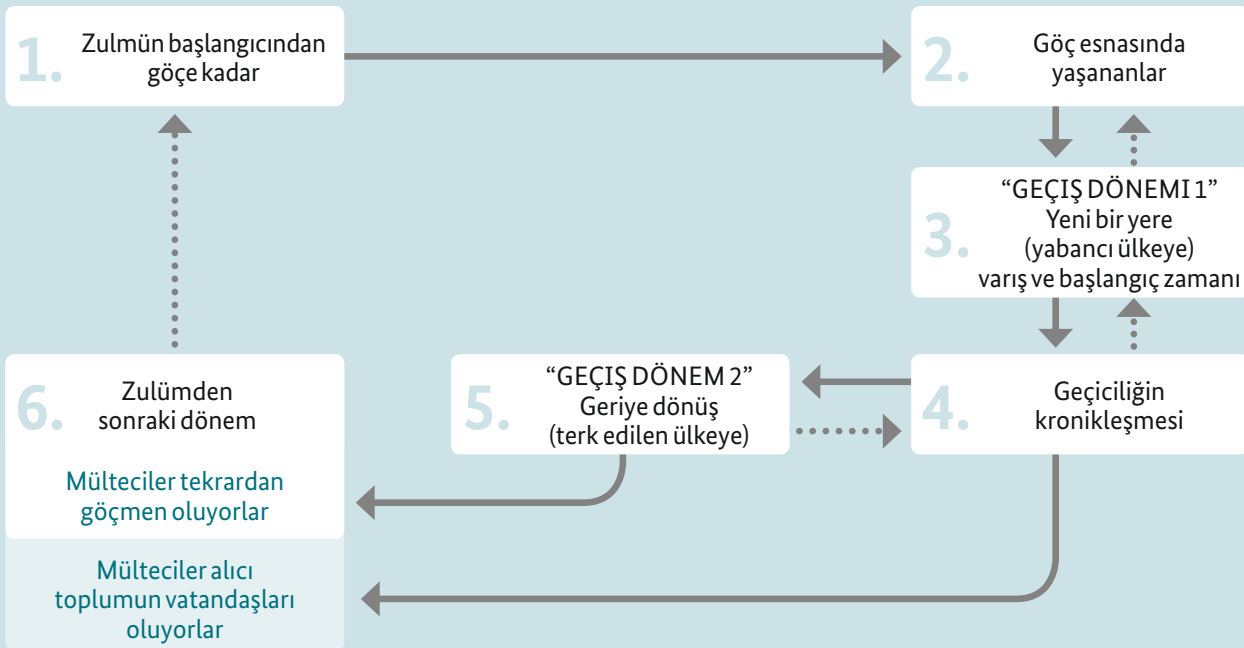 1.
Zulmün başlangıcından
göçe kadar
2.
Göç esnasında
yaşananlar
3.
“GEÇIŞ DÖNEMI 1”
Yeni bir yere
(yabancı ülkeye)
varış ve başlangıç zamanı
4.
Geçiciliğin
kronikleşmesi
5.
“GEÇIŞ DÖNEM 2”
Geriye dönüş
(terk edilen ülkeye)
6.
Zulümden
sonraki dönem
Mülteciler tekrardan
göçmen oluyorlar
Mülteciler alıcı
toplumun vatandaşları
oluyorlar